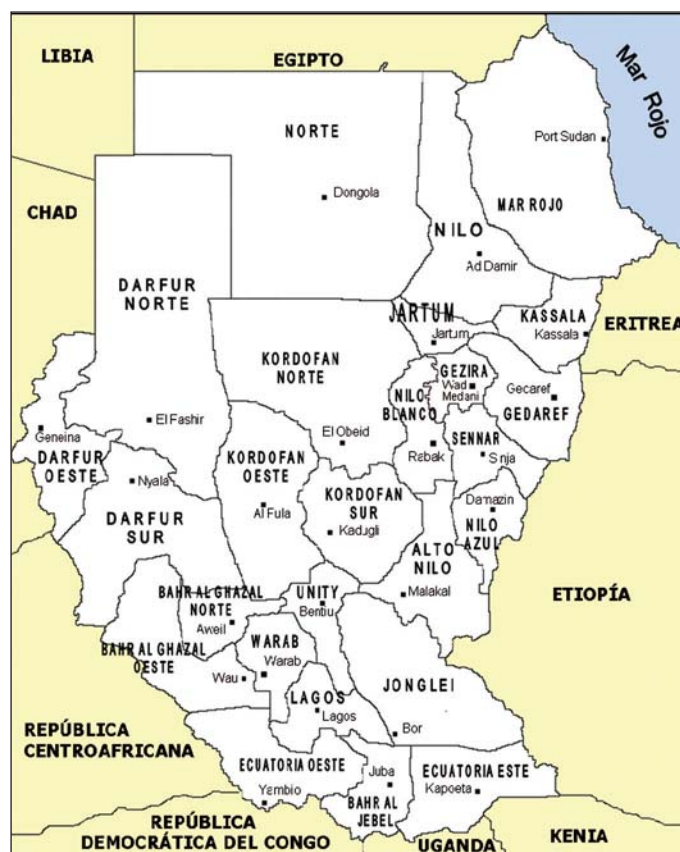 LIBIA
EGIPTO
Mar Rojo
NORTE
Port Sudan
Dongola
MAR ROJO
CHAD
NILO
Ad Damir
DARFUR
NORTE
JARTUM
Jartum
KASSALA
Kassala
ERITREA
KORDOFAN
NORTE
GEZIRA
Wad
Medani
Gecaref
GEDAREF
NILO
BLANCO
El Fashir
Geneina
El Obeid
Rabak
SENNAR
Sinja
DARFUR
OESTE
KORDOFAN
OESTE
Nyala
KORDOFAN
SUR
Al Fula
Kadugli
Damazin
NILO
AZUL
DARFUR
SUR
ALTO
NILO
Malakal
ETIOPÍA
BAHR AL GHAZAL
NORTE
Aweil
UNITY
Bentiu
BAHR AL GHAZAL
OESTE
WARAB
Warab
Wau
JONGLEI
LAGOS
Lagos
Bor
REPÚBLICA
CENTROAFRICANA
ECUATORIA OESTE
Yambio
Juba
BAHR AL
JEBEL
ECUATORIA ESTE
Kapoeta
REPÚBLICA
DEMOCRÁTICA DEL CONGO
UGANDA
KENIA